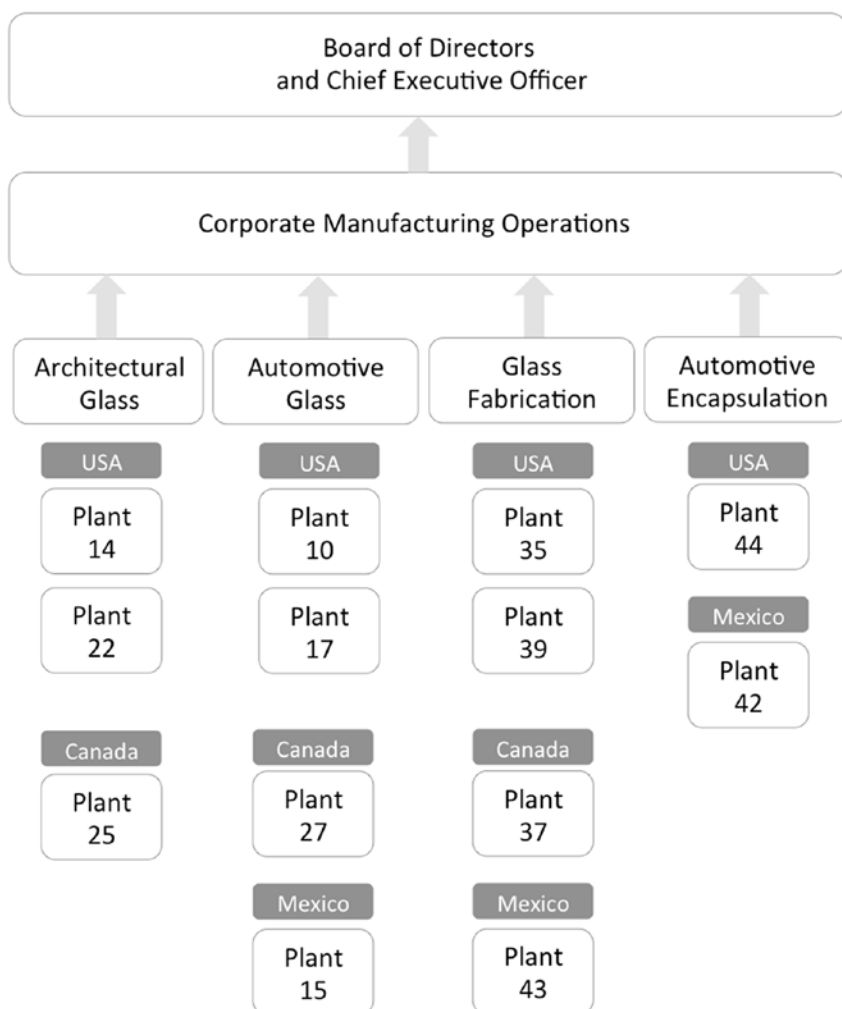 Board of Directors
and Chief Executive Officer
Corporate Manufacturing Operations
Architectural
Glass
Automotive
Glass
Glass
Fabrication
Automotive
Encapsulation
USA
Plant
14
Plant
22
Canada
Plant
25
USA
Plant
10
Plant
17
Canada
Plant
27
Mexico
Plant
15
USA
Plant
35
Plant
39
Canada
Plant
37
Mexico
Plant
43
USA
Plant
44
Mexico
Plant
42